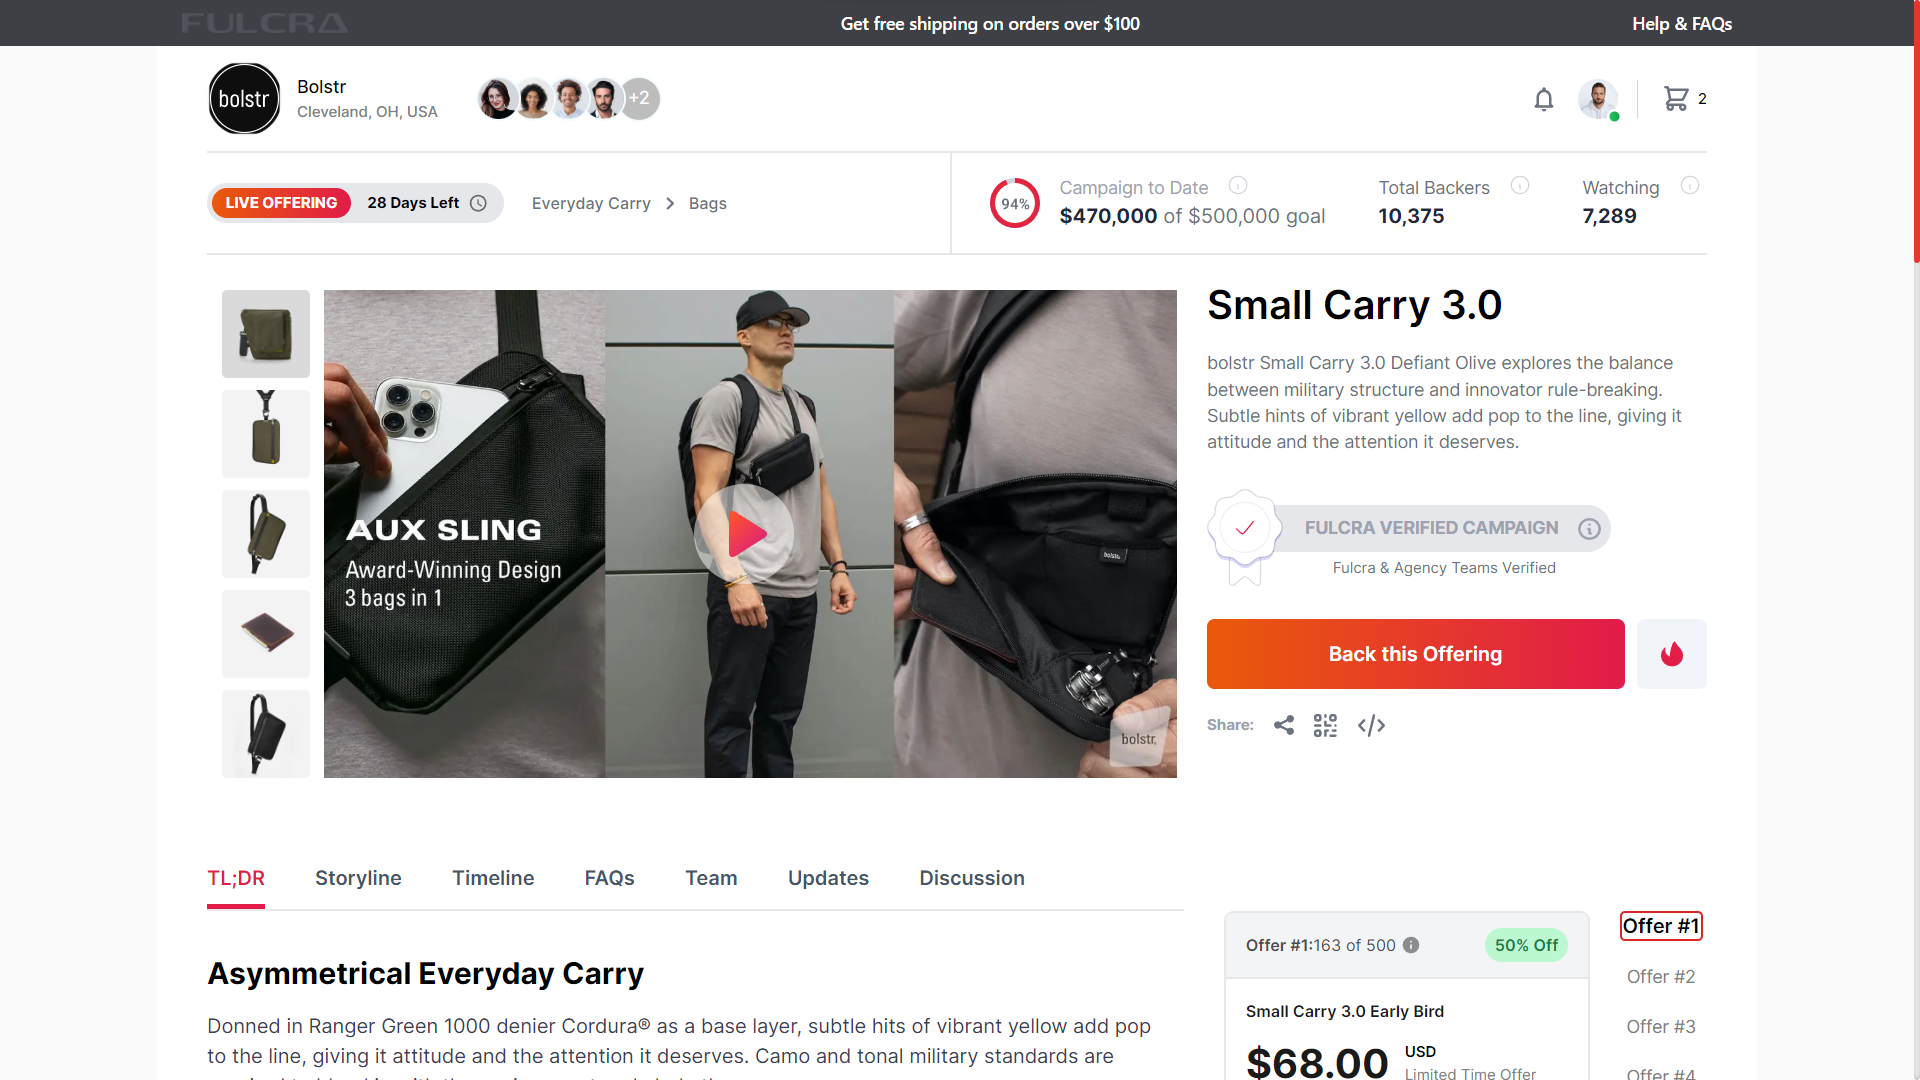 FULCRA
Get free shipping on orders over $100
Help & FAQs
bolstr
Bolstr
Cleveland, OH, USA
+2
2
LIVE OFFERING
28 Days Left
Everyday Carry
Bags
94%
Campaign to Date
$470,000 of $500,000 goal
Total Backers
10,375
Watching
7,289
AUX SLING
Award-Winning Design
3 bags in 1
bolstr.
bolstr.
Small Carry 3.0
bolstr Small Carry 3.0 Defiant Olive explores the balance
between military structure and innovator rule-breaking.
Subtle hints of vibrant yellow add pop to the line, giving it
attitude and the attention it deserves.
FULCRA VERIFIED CAMPAIGN
Fulcra & Agency Teams Verified
Back this Offering
Share:
TL;DR
Storyline
Timeline
FAQs
Team
Updates
Discussion
Asymmetrical Everyday Carry
Donned in Ranger Green 1000 denier Cordura® as a base layer, subtle hits of vibrant yellow add pop
to the line, giving it attitude and the attention it deserves. Camo and tonal military standards are
Offer #1:163 of 500
50% Off
Small Carry 3.0 Early Bird
$68.00
USD
Limited Time Offer
Offer #1
Offer #2
Offer #3
Offer #4